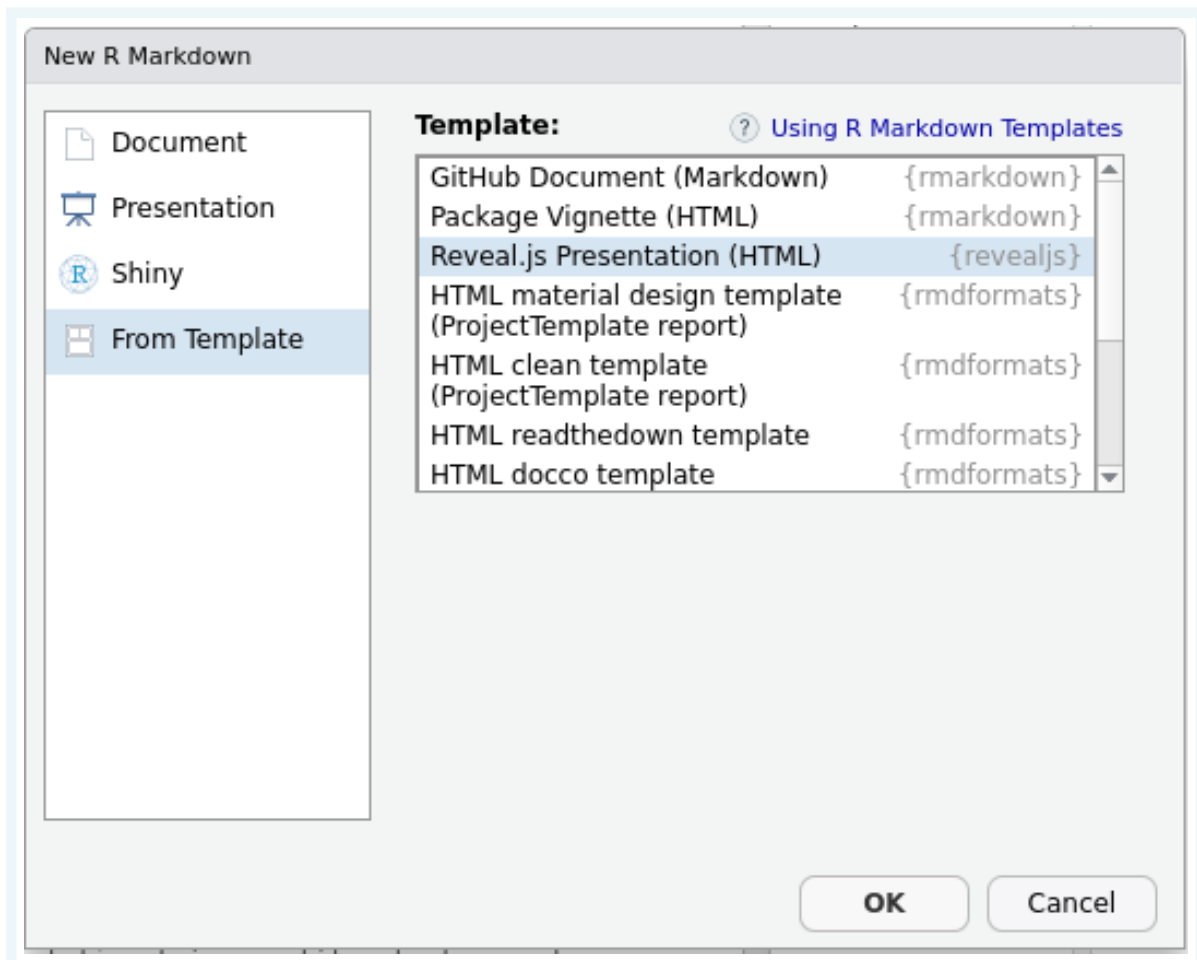 New R Markdown
Document
Presentation
R Shiny
From Template
Template:
? Using R Markdown Templates
GitHub Document (Markdown) {rmarkdown}
Package Vignette (HTML) {rmarkdown}
Reveal.js Presentation (HTML) {revealjs}
HTML material design template {rmdformats}
(ProjectTemplate report)
HTML clean template {rmdformats}
(ProjectTemplate report)
HTML readthedown template {rmdformats}
HTML docco template {rmdformats}
OK Cancel